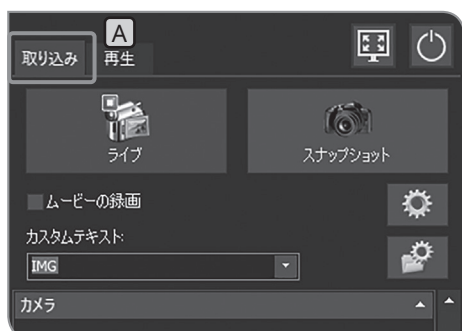 A
取り込み 再生
ライブ スナップショット
ムービーの録画
カスタムテキスト:
IMG
カメラ